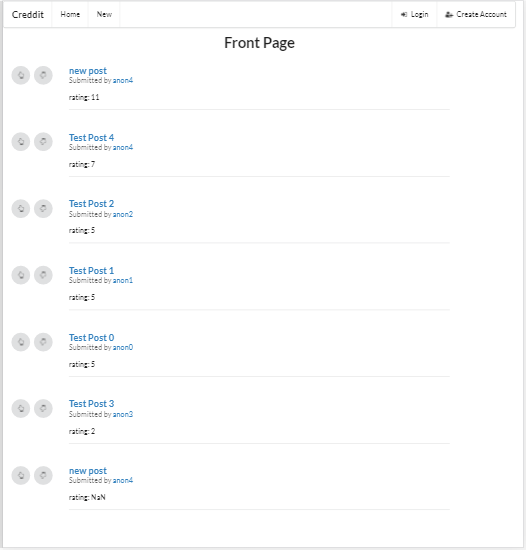 Creddit Home New Login Create Account
Front Page
new post
Submitted by anon4
rating: 11
Test Post 4
Submitted by anon4
rating: 7
Test Post 2
Submitted by anon2
rating: 5
Test Post 1
Submitted by anon1
rating: 5
Test Post 0
Submitted by anon0
rating: 5
Test Post 3
Submitted by anon3
rating: 2
new post
Submitted by anon4
rating: NaN